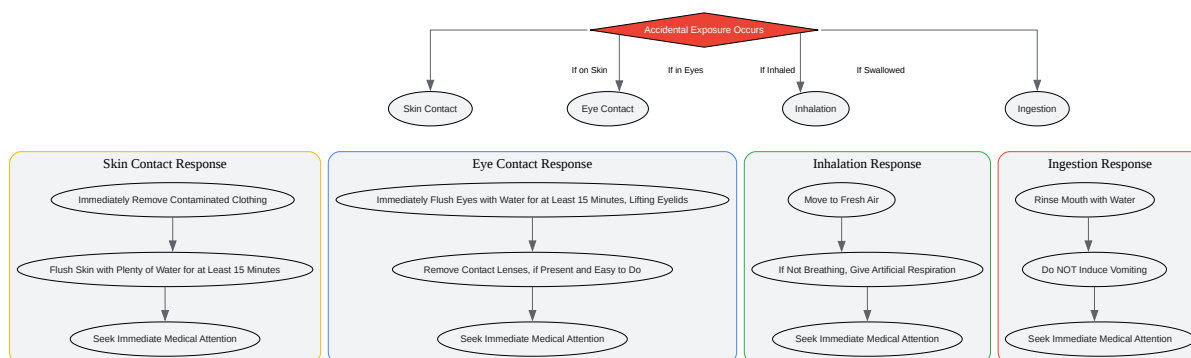 Accidental Exposure Occurs
If on Skin
If in Eyes
If Inhaled
If Swallowed
Skin Contact
Eye Contact
Inhalation
Ingestion
Skin Contact Response
Immediately Remove Contaminated Clothing
Flush Skin with Plenty of Water for at Least 15 Minutes
Seek Immediate Medical Attention
Eye Contact Response
Immediately Flush Eyes with Water for at Least 15 Minutes, Lifting Eyelids
Remove Contact Lenses, if Present and Easy to Do
Seek Immediate Medical Attention
Inhalation Response
Move to Fresh Air
If Not Breathing, Give Artificial Respiration
Seek Immediate Medical Attention
Ingestion Response
Rinse Mouth with Water
Do NOT Induce Vomiting
Seek Immediate Medical Attention